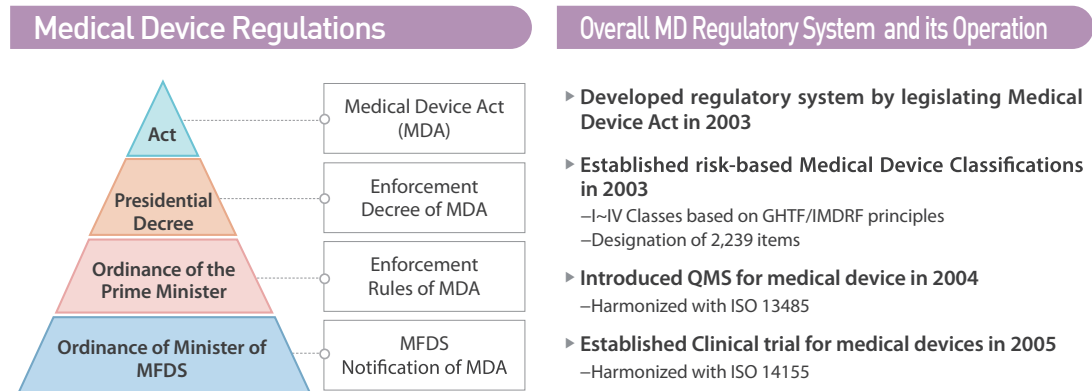 Medical Device Regulations
Act
Medical Device Act
(MDA)
Presidential
Decree
Enforcement
Decree of MDA
Ordinance of the
Prime Minister
Enforcement
Rules of MDA
Ordinance of Minister of
MFDS
MFDS
Notification of MDA
Overall MD Regulatory System and its Operation
▶ Developed regulatory system by legislating Medical
Device Act in 2003
▶ Established risk-based Medical Device Classifications
in 2003
–I~IV Classes based on GHTF/IMDRF principles
–Designation of 2,239 items
▶ Introduced QMS for medical device in 2004
–Harmonized with ISO 13485
▶ Established Clinical trial for medical devices in 2005
–Harmonized with ISO 14155